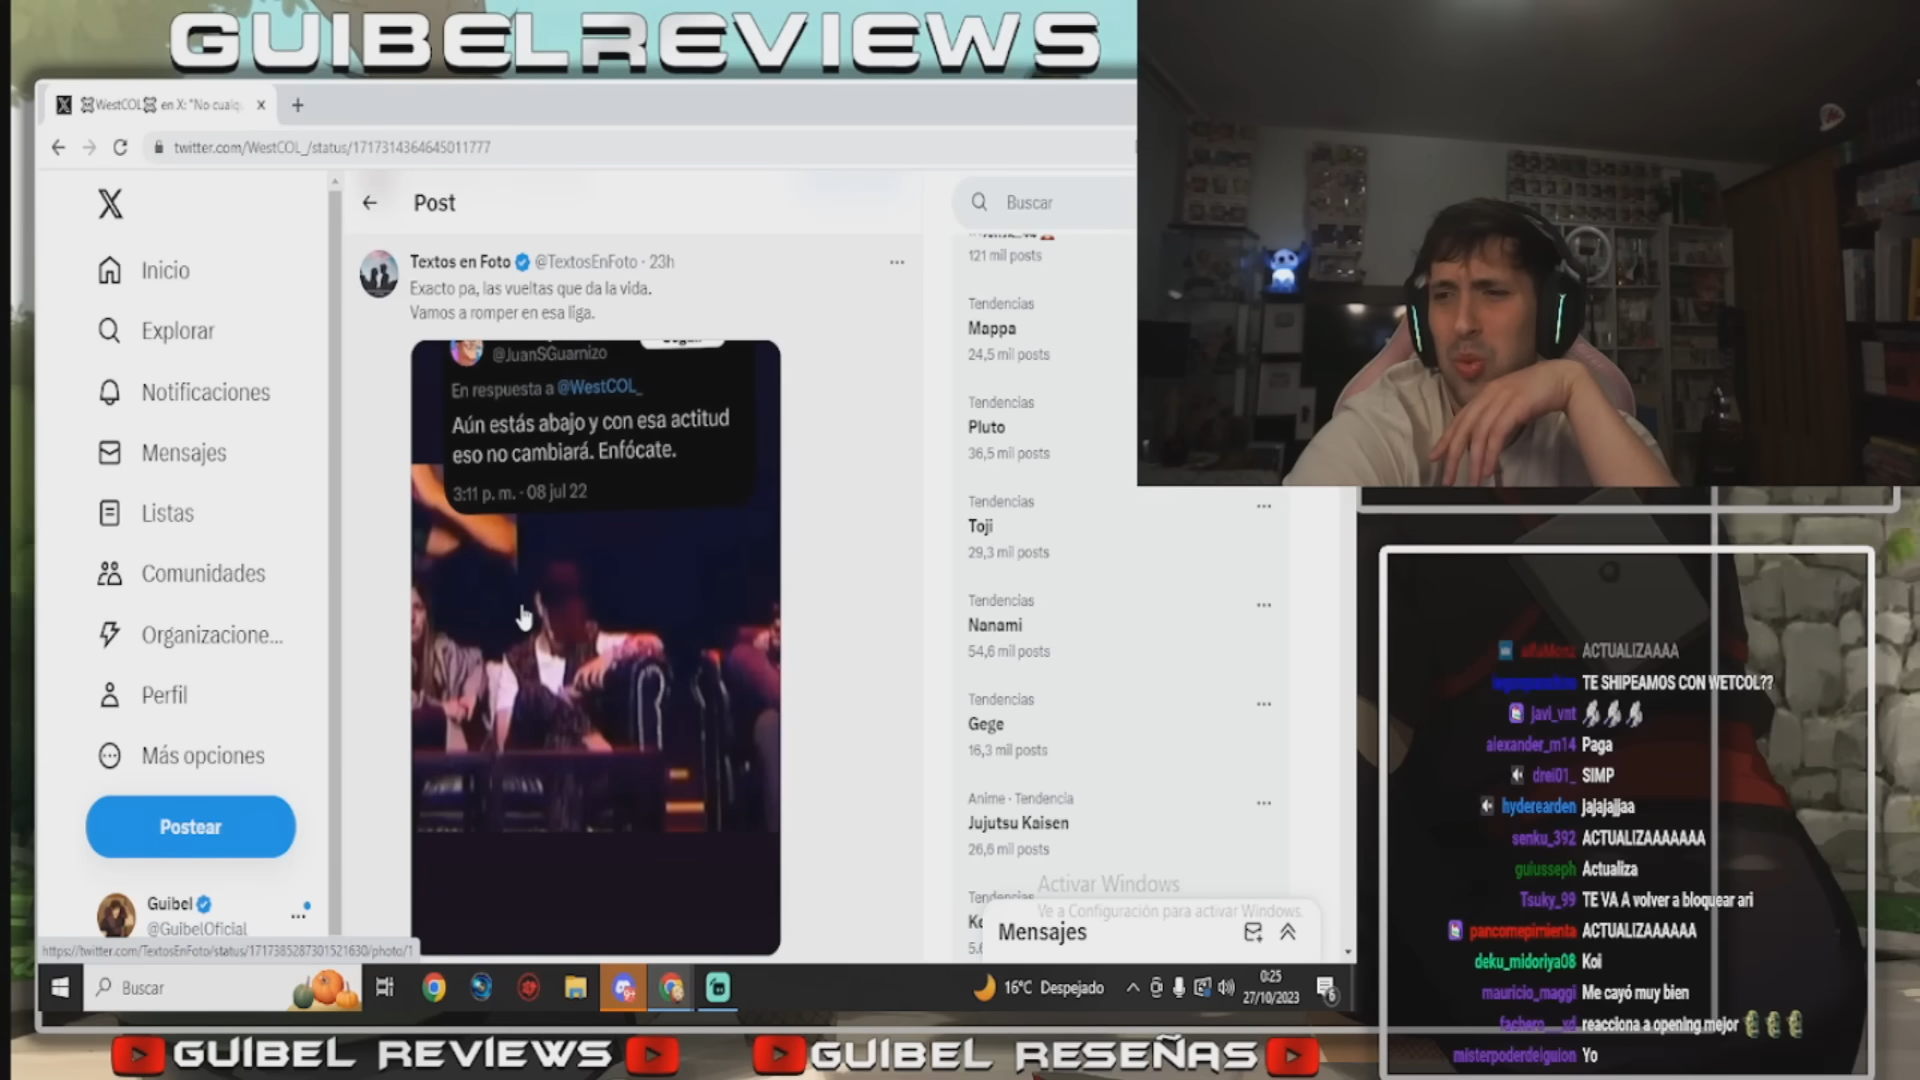 GUIBELREVIEWS
WestCOL en X: "No cualq
twitter.com/WestCOL_/status/1717314364645011777
Post
Buscar
Inicio
Explorar
Notificaciones
Mensajes
Listas
Comunidades
Organizacione...
Perfil
Más opciones
Postear
Guibel
@GuibelOficial
https://twitter.com/TextosEnFoto/status/1717385287301521630/photo/1
Textos en Foto @TextosEnFoto · 23h
Exacto pa, las vueltas que da la vida.
Vamos a romper en esa liga.
@JuanSGuarnizo
En respuesta a @WestCOL_
Aún estás abajo y con esa actitud
eso no cambiará. Enfócate.
3:11 p. m. · 08 jul 22
121 mil posts
Tendencias
Mappa
24,5 mil posts
Tendencias
Pluto
36,5 mil posts
Tendencias
Toji
29,3 mil posts
Tendencias
Nanami
54,6 mil posts
Tendencias
Gege
16,3 mil posts
Anime · Tendencia
Jujutsu Kaisen
26,6 mil posts
Tendencias
Activar Windows
Ve a Configuración para activar Windows.
Mensajes
Buscar
16°C Despejado
0:25
27/10/2023
6
ACTUALIZAAAA
TE SHIPEAMOS CON WETCOL??
javi_vnt
alexander_m14 Paga
drei01_ SIMP
hyderearden jajajajjaa
senku_392 ACTUALIZAAAAAAA
guiusseph Actualiza
Tsuky_99 TE VA A volver a bloquear ari
pancomepimienta ACTUALIZAAAAAA
deku_midoriya08 Koi
mauricio_maggi Me cayó muy bien
fachero__xd reacciona a opening mejor
misterpoderdelguion Yo
GUIBEL REVIEWS
GUIBEL RESEÑAS